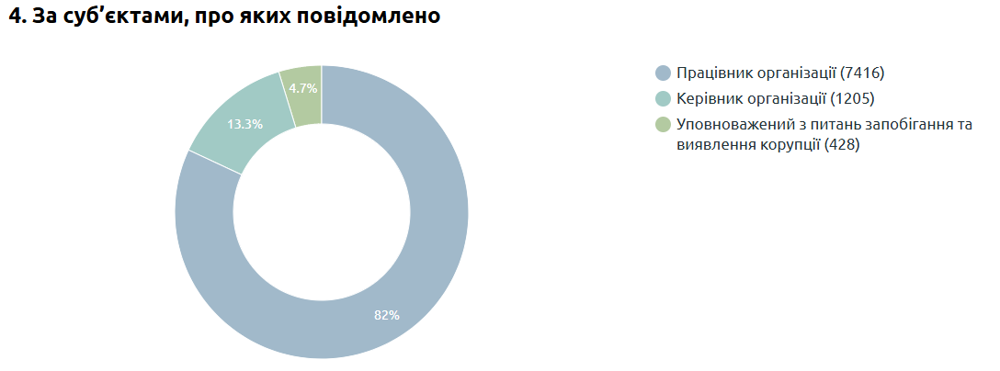 4. За суб’єктами, про яких повідомлено
4.7%
13.3%
82%
Працівник організації (7416)
Керівник організації (1205)
Уповноважений з питань запобігання та
виявлення корупції (428)